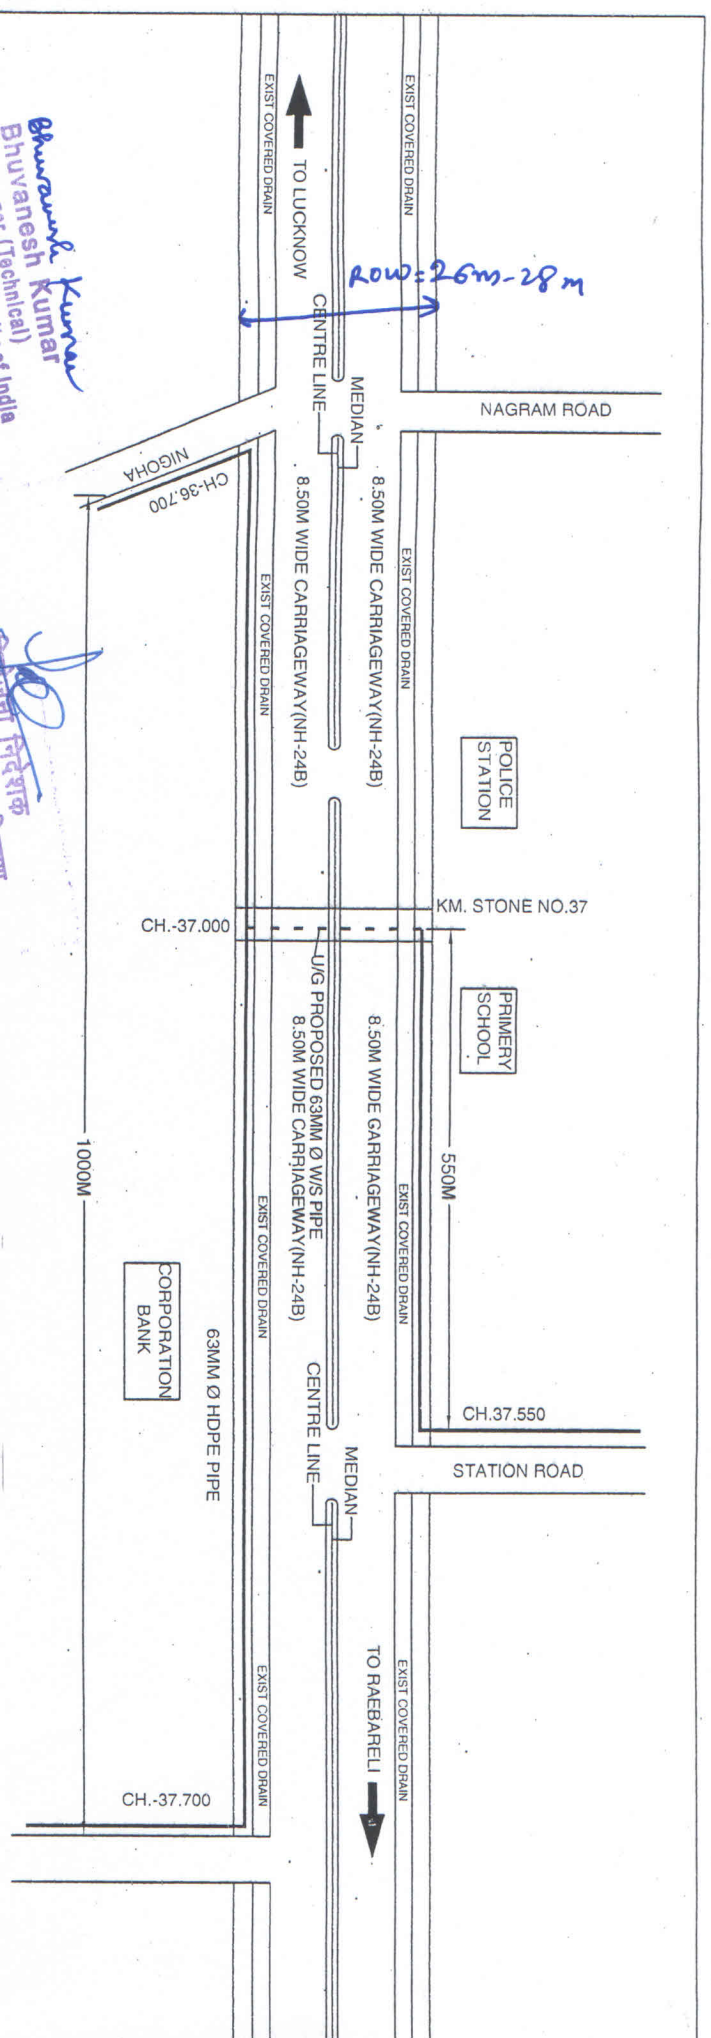 EXIST COVERED DRAIN
EXIST COVERED DRAIN
TO LUCKNOW
ROW = 26m-28m
Bhuvanesh Kumar
Bhuvanesh Kumar
(Technical)
of India
CENTRE LINE
MEDIAN
NAGRAM ROAD
NIGOHA
CH-36.700
8.50M WIDE CARRIAGEWAY(NH-24B)
8.50M WIDE CARRIAGEWAY(NH-24B)
EXIST COVERED DRAIN
EXIST COVERED DRAIN
POLICE
STATION
निदेशक
KM. STONE NO.37
CH.-37.000
U/G PROPOSED 63MM Ø W/S PIPE
8.50M WIDE CARRIAGEWAY(NH-24B)
8.50M WIDE GARRIAGEWAY(NH-24B)
PRIMERY
SCHOOL
550M
1000M
EXIST COVERED DRAIN
EXIST COVERED DRAIN
CORPORATION
BANK
63MM Ø HDPE PIPE
CENTRE LINE
MEDIAN
CH.37.550
STATION ROAD
TO RAEBARELI
EXIST COVERED DRAIN
EXIST COVERED DRAIN
CH.-37.700